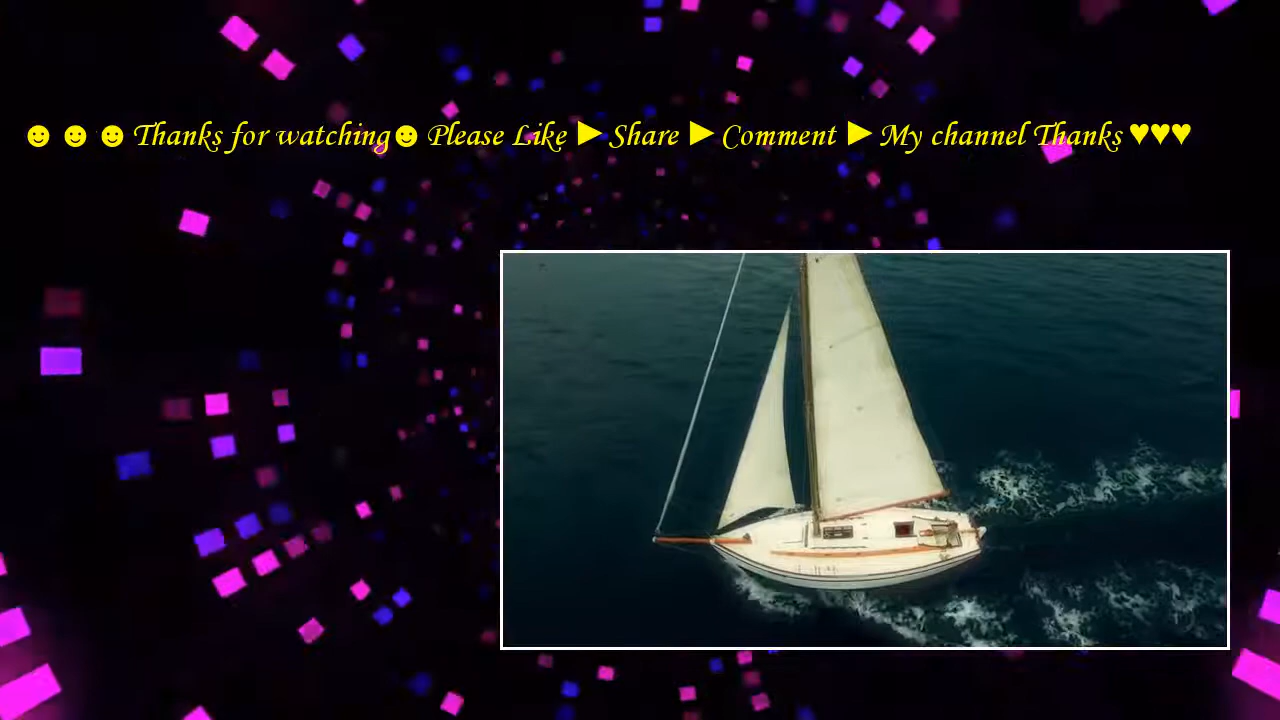 ☻ ☻ ☻ Thanks for watching☻ Please Like ► Share ► Comment ► My channel Thanks ♥♥♥